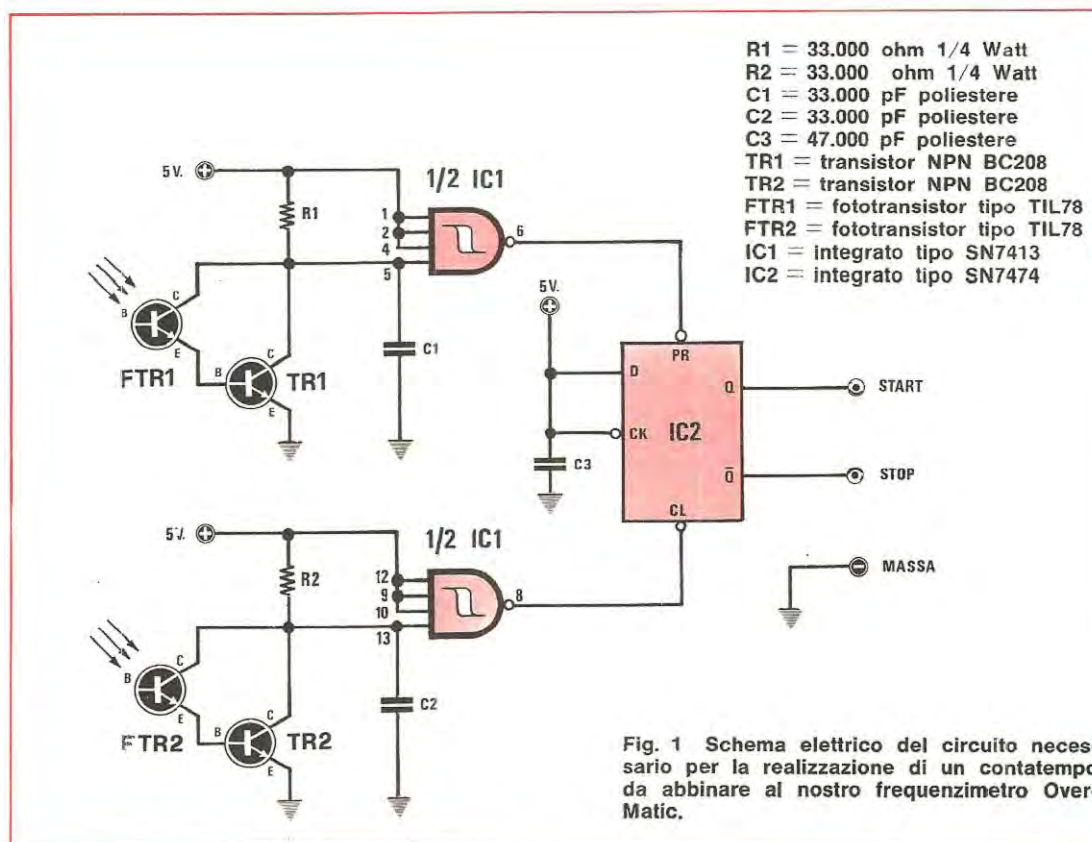 R1 = 33.000 ohm 1/4 Watt
R2 = 33.000 ohm 1/4 Watt
C1 = 33.000 pF poliestere
C2 = 33.000 pF poliestere
C3 = 47.000 pF poliestere
TR1 = transistor NPN BC208
TR2 = transistor NPN BC208
FTR1 = fototransistor tipo TIL78
FTR2 = fototransistor tipo TIL78
IC1 = integrato tipo SN7413
IC2 = integrato tipo SN7474
5V.
R1
1/2 IC1
1
2
4
5
6
B
C
E
FTR1
B
C
E
TR1
C1
5V.
PR
D
CK
IC2
Q
Q̅
CL
C3
START
STOP
MASSA
5V.
R2
1/2 IC1
12
9
10
13
8
B
C
E
FTR2
B
C
E
TR2
C2
Fig. 1 Schema elettrico del circuito neces-
sario per la realizzazione di un contatempo
da abbinare al nostro frequenzimetro Over-
Matic.